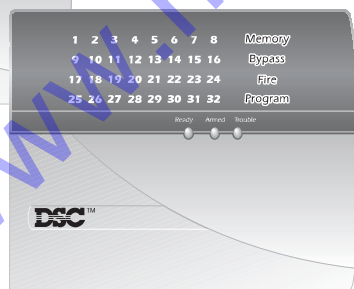 1 2 3 4 5 6 7 8 Memory
9 10 11 12 13 14 15 16 Bypass
17 18 19 20 21 22 23 24 Fire
25 26 27 28 29 30 31 32 Program
Ready Armed Trouble
DSC™